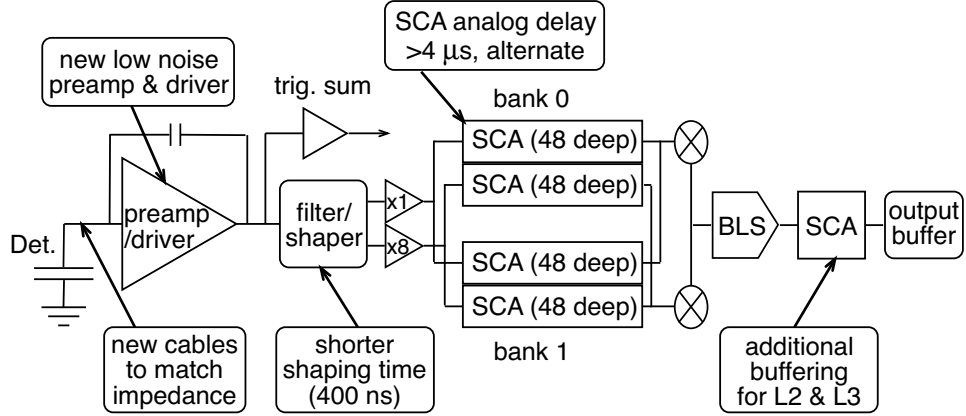 SCA analog delay
>4 μs, alternate
new low noise
preamp & driver
trig. sum
bank 0
SCA (48 deep)
SCA (48 deep)
preamp
/driver
filter/
shaper
x1
x8
Det.
SCA (48 deep)
SCA (48 deep)
BLS
SCA
output
buffer
bank 1
new cables
to match
impedance
shorter
shaping time
(400 ns)
additional
buffering
for L2 & L3